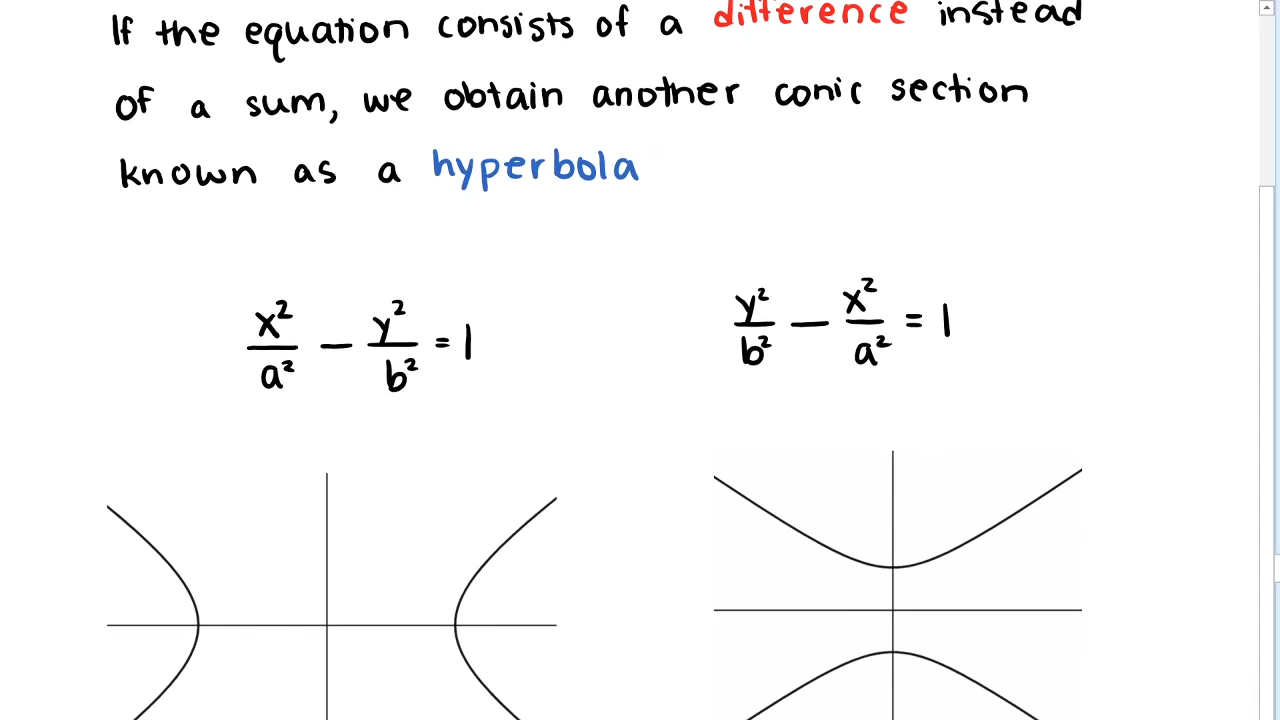 If the equation consists of a difference instead
of a sum, we obtain another conic section
known as a hyperbola
x²/a² – y²/b² = 1
y²/b² – x²/a² = 1